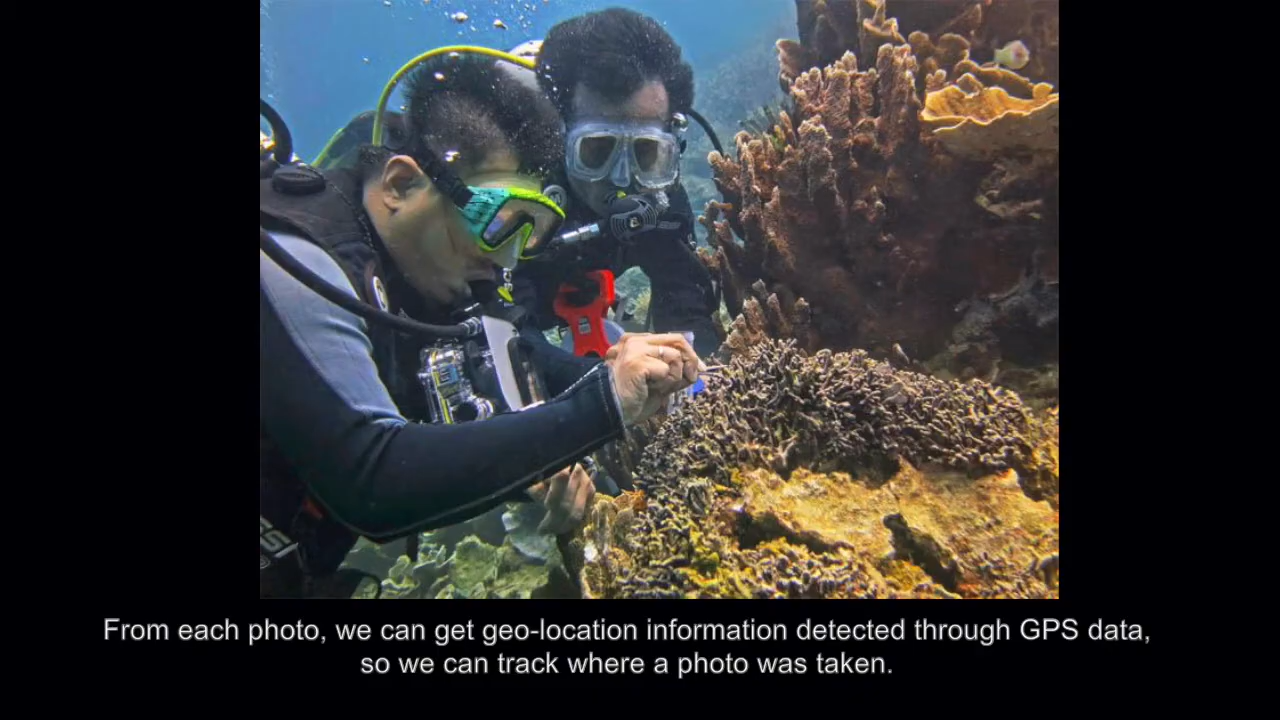 From each photo, we can get geo-location information detected through GPS data,
so we can track where a photo was taken.